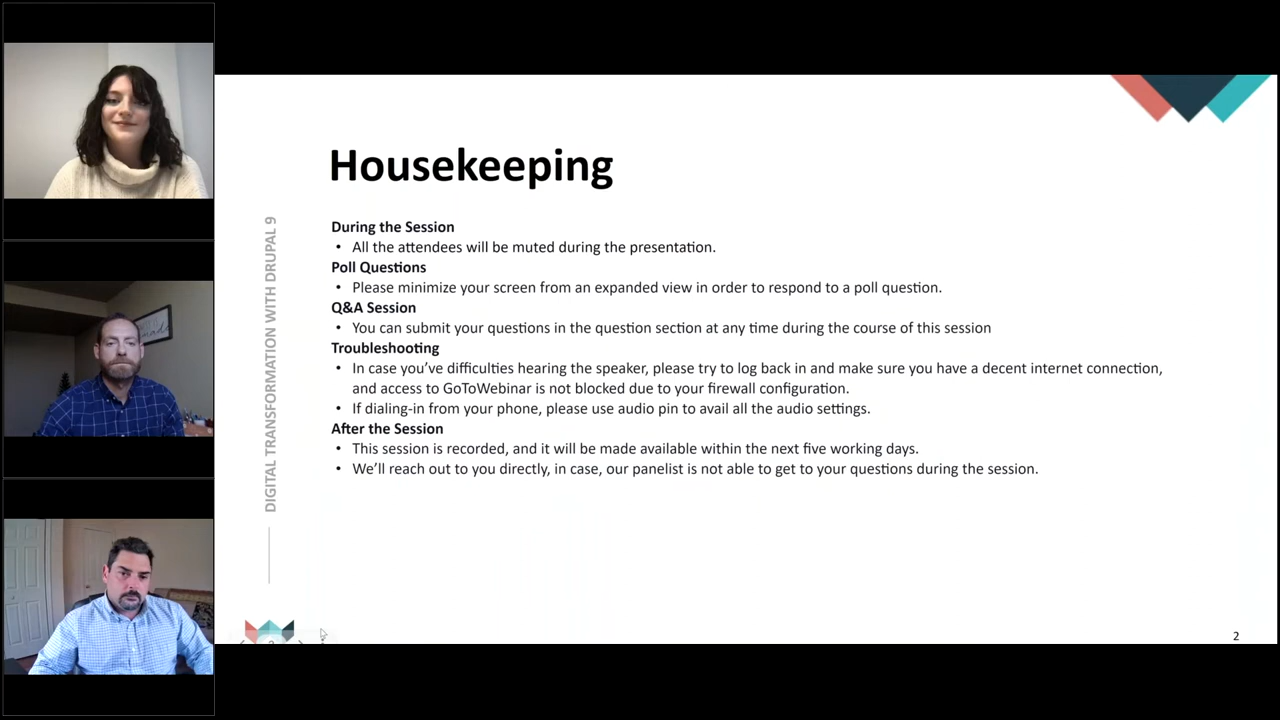 Housekeeping
DIGITAL TRANSFORMATION WITH DRUPAL 9
During the Session
• All the attendees will be muted during the presentation.
Poll Questions
• Please minimize your screen from an expanded view in order to respond to a poll question.
Q&A Session
• You can submit your questions in the question section at any time during the course of this session
Troubleshooting
• In case you’ve difficulties hearing the speaker, please try to log back in and make sure you have a decent internet connection,
and access to GoToWebinar is not blocked due to your firewall configuration.
• If dialing-in from your phone, please use audio pin to avail all the audio settings.
After the Session
• This session is recorded, and it will be made available within the next five working days.
• We’ll reach out to you directly, in case, our panelist is not able to get to your questions during the session.
2